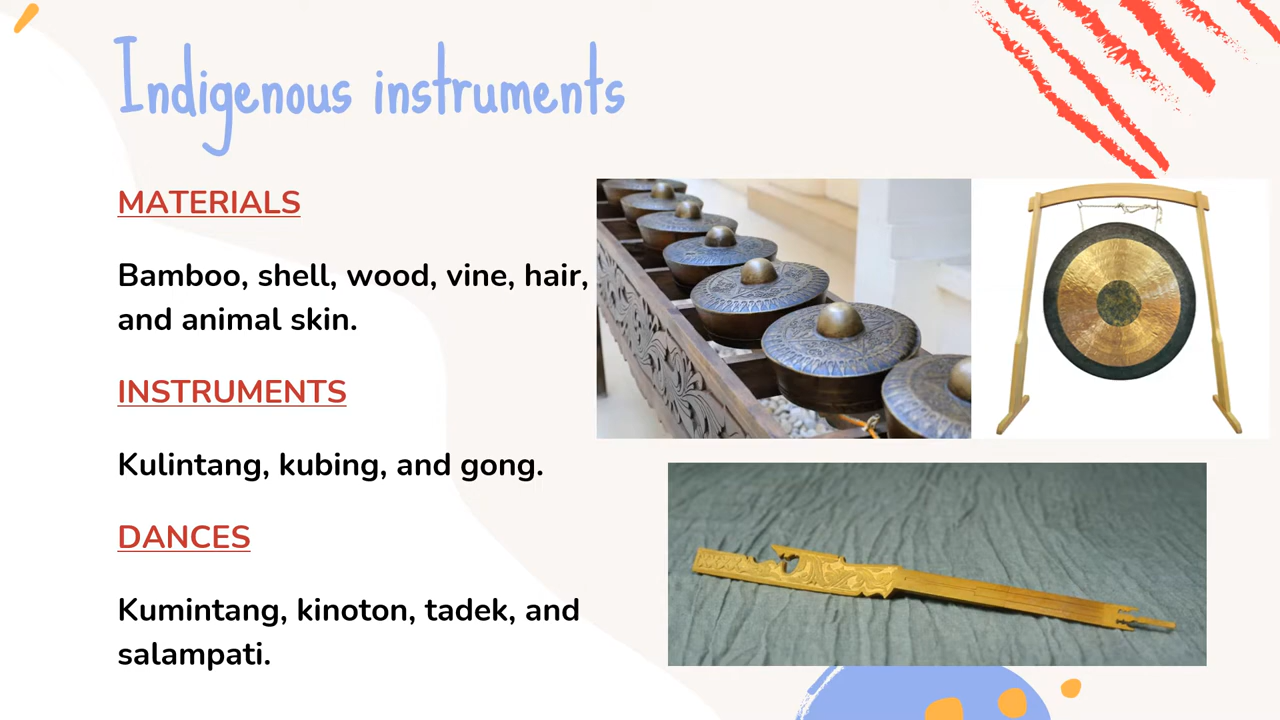 Indigenous instruments
MATERIALS
Bamboo, shell, wood, vine, hair,
and animal skin.
INSTRUMENTS
Kulintang, kubing, and gong.
DANCES
Kumintang, kinoton, tadek, and
salampati.